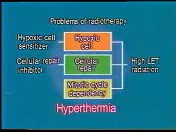 Problems of radiotherapy
Hypoxic cell
sensitizer
Hypoxic
cell
Cellular repair
inhibitor
Cellular
repair
High LET
radiation
Mitotic cycle
dependency
Hyperthermia